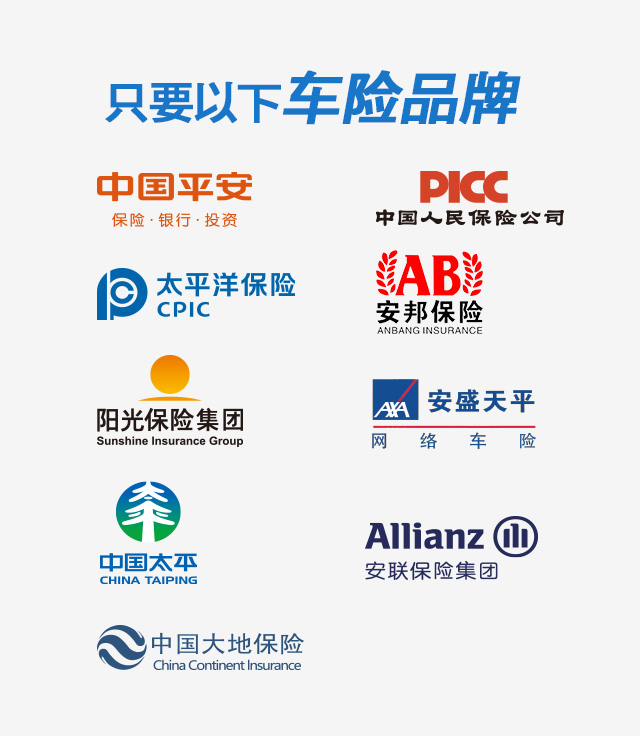 只要以下车险品牌
中国平安
保险·银行·投资
PICC
中国人民保险公司
太平洋保险
CPIC
AB
安邦保险
ANBANG INSURANCE
阳光保险集团
Sunshine Insurance Group
AXA
安盛天平
网络车险
中国太平
CHINA TAIPING
Allianz
安联保险集团
中国大地保险
China Continent Insurance